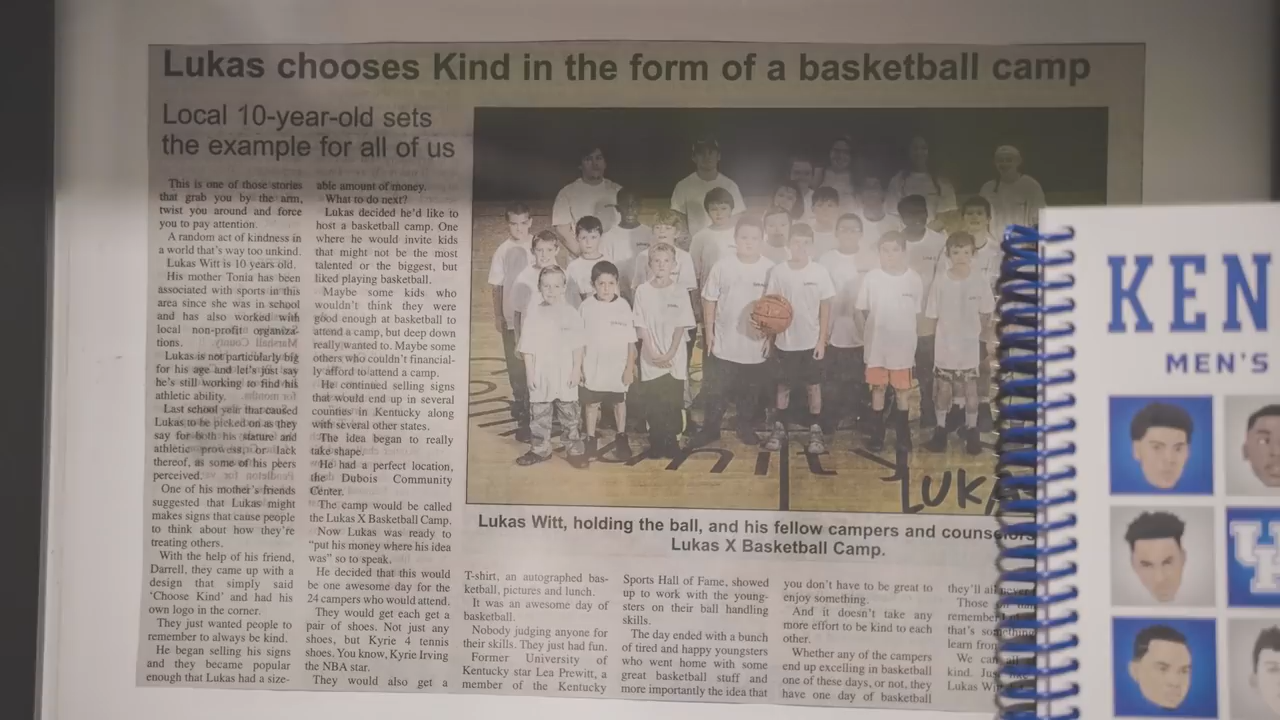 Lukas chooses Kind in the form of a basketball camp
Local 10-year-old sets
the example for all of us
This is one of those stories
that grab you by the arm,
twist you around and force
you to pay attention.
A random act of kindness in
a world that's way too unkind.
Lukas Witt is 10 years old.
His mother Tonia has been
associated with sports in this
area since she was in school
and has also worked with
local non-profit organiza-
tions.
Lukas is not particularly big
for his age and let's just say
he's still working to find his
athletic ability.
Last school year that caused
Lukas to be picked on as they
say for both his stature and
athletic prowess, or lack
thereof, as some of his peers
perceived.
One of his mother's friends
suggested that Lukas might
makes signs that cause people
to think about how they're
treating others.
With the help of his friend,
Darrell, they came up with a
design that simply said
'Choose Kind' and had his
own logo in the corner.
They just wanted people to
remember to always be kind.
He began selling his signs
and they became popular
enough that Lukas had a size-
able amount of money.
What to do next?
Lukas decided he'd like to
host a basketball camp. One
where he would invite kids
that might not be the most
talented or the biggest, but
liked playing basketball.
Maybe some kids who
wouldn't think they were
good enough at basketball to
attend a camp, but deep down
really wanted to. Maybe some
others who couldn't financial-
ly afford to attend a camp.
He continued selling signs
that would end up in several
counties in Kentucky along
with several other states.
The idea began to really
take shape.
He had a perfect location,
the Dubois Community
Center.
The camp would be called
the Lukas X Basketball Camp.
Now Lukas was ready to
"put his money where his idea
was" so to speak.
He decided that this would
be one awesome day for the
24 campers who would attend.
They would get each get a
pair of shoes. Not just any
shoes, but Kyrie 4 tennis
shoes. You know, Kyrie Irving
the NBA star.
They would also get a
LUKA
Lukas Witt, holding the ball, and his fellow campers and counselors
Lukas X Basketball Camp.
T-shirt, an autographed bas-
ketball, pictures and lunch.
It was an awesome day of
basketball.
Nobody judging anyone for
their skills. They just had fun.
Former University of
Kentucky star Lea Prewitt, a
member of the Kentucky
Sports Hall of Fame, showed
up to work with the young-
sters on their ball handling
skills.
The day ended with a bunch
of tired and happy youngsters
who went home with some
great basketball stuff and
more importantly the idea that
you don't have to be great to
enjoy something.
And it doesn't take any
more effort to be kind to each
other.
Whether any of the campers
end up excelling in basketball
one of these days, or not, they
have one day of basketball
they'll all never
Those
remember
that's something
learn from
We can all
kind.
Lukas
KEN
MEN'S
UK